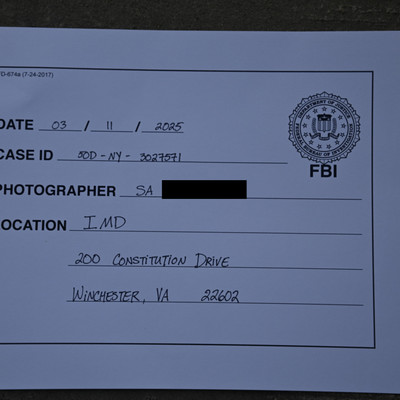 FD-674a (7-24-2017)
DATE 03 / 11 / 2025
CASE ID 50D-NY-3027571
PHOTOGRAPHER SA
LOCATION IMD
200 CONSTITUTION DRIVE
WINCHESTER, VA 22602
FBI